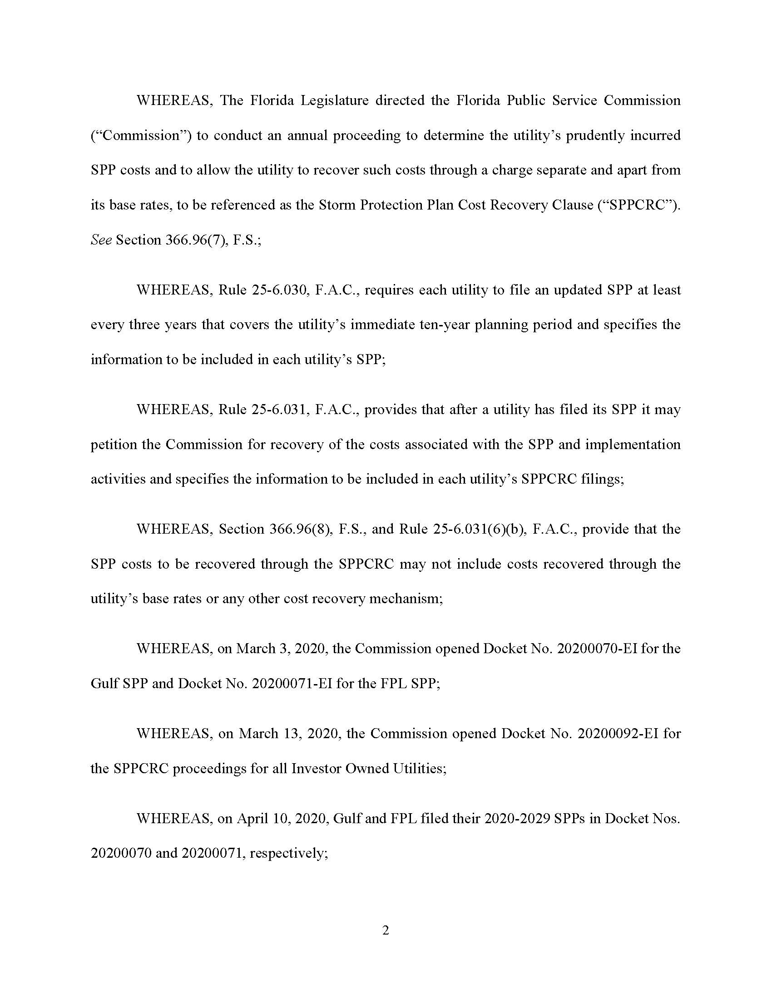 WHEREAS, The Florida Legislature directed the Florida Public Service Commission
(“Commission”) to conduct an annual proceeding to determine the utility’s prudently incurred
SPP costs and to allow the utility to recover such costs through a charge separate and apart from
its base rates, to be referenced as the Storm Protection Plan Cost Recovery Clause (“SPPCRC”).
See Section 366.96(7), F.S.;
WHEREAS, Rule 25-6.030, F.A.C., requires each utility to file an updated SPP at least
every three years that covers the utility’s immediate ten-year planning period and specifies the
information to be included in each utility’s SPP;
WHEREAS, Rule 25-6.031, F.A.C., provides that after a utility has filed its SPP it may
petition the Commission for recovery of the costs associated with the SPP and implementation
activities and specifies the information to be included in each utility’s SPPCRC filings;
WHEREAS, Section 366.96(8), F.S., and Rule 25-6.031(6)(b), F.A.C., provide that the
SPP costs to be recovered through the SPPCRC may not include costs recovered through the
utility’s base rates or any other cost recovery mechanism;
WHEREAS, on March 3, 2020, the Commission opened Docket No. 20200070-EI for the
Gulf SPP and Docket No. 20200071-EI for the FPL SPP;
WHEREAS, on March 13, 2020, the Commission opened Docket No. 20200092-EI for
the SPPCRC proceedings for all Investor Owned Utilities;
WHEREAS, on April 10, 2020, Gulf and FPL filed their 2020-2029 SPPs in Docket Nos.
20200070 and 20200071, respectively;
2